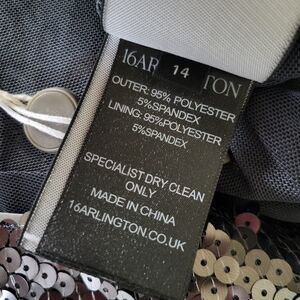 16AR 14 TON
OUTER: 95% POLYESTER
5%SPANDEX
LINING: 95%POLYESTER
5%SPANDEX
SPECIALIST DRY CLEAN
ONLY
MADE IN CHINA
16ARLINGTON.CO.UK